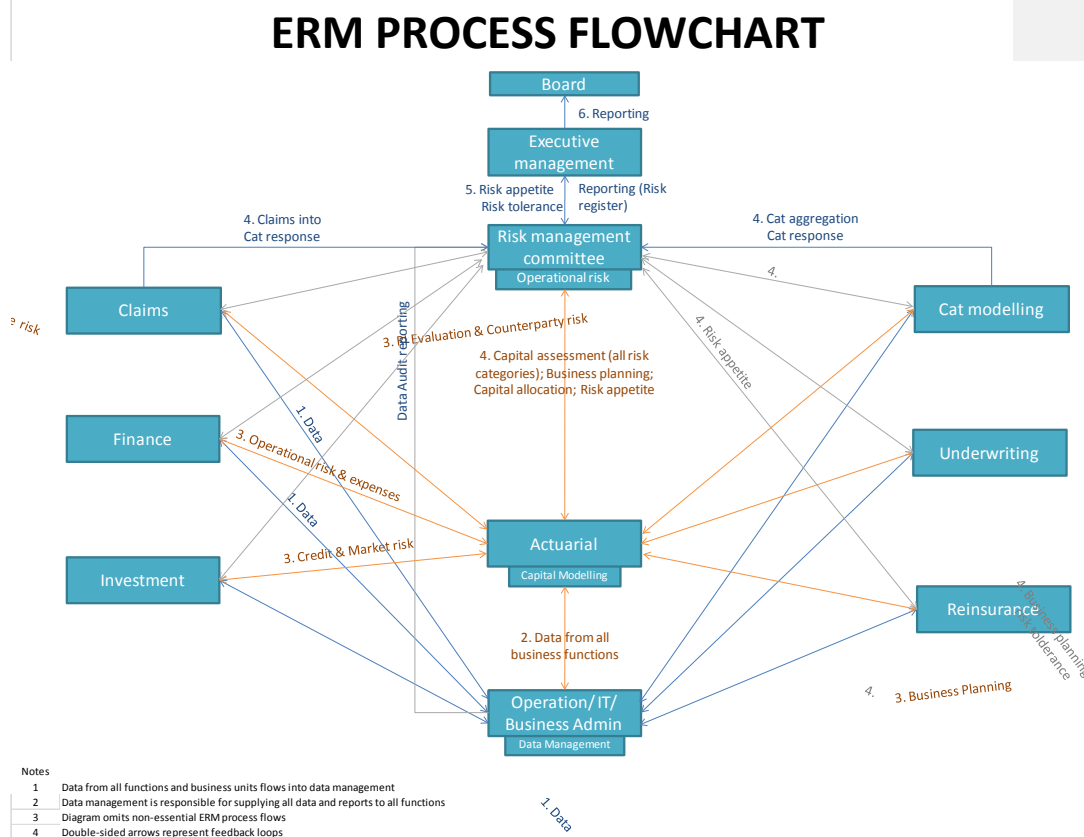 ERM PROCESS FLOWCHART
Board
6. Reporting
Executive
management
5. Risk appetite
Risk tolerance
Reporting (Risk
register)
4. Claims into
Cat response
4. Cat aggregation
Cat response
Risk management
committee
Operational risk
4.
Claims
Cat modelling
e risk
3. RI Evaluation & Counterparty risk
Data Audit reporting
4. Risk appetite
4. Capital assessment (all risk
categories); Business planning;
Capital allocation; Risk appetite
1. Data
Finance
3. Operational risk & expenses
Underwriting
1. Data
Actuarial
3. Credit & Market risk
Investment
Capital Modelling
Reinsurance
4. Business planning
tolderance
2. Data from all
business functions
4.
3. Business Planning
Operation/IT/
Business Admin
Data Management
1. Data
Notes
1 Data from all functions and business units flows into data management
2 Data management is responsible for supplying all data and reports to all functions
3 Diagram omits non-essential ERM process flows
4 Double-sided arrows represent feedback loops